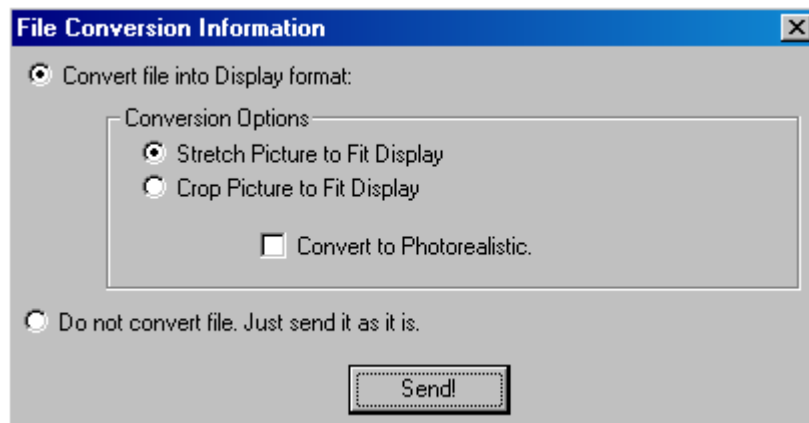 File Conversion Information
Convert file into Display format:
Conversion Options
Stretch Picture to Fit Display
Crop Picture to Fit Display
Convert to Photorealistic.
Do not convert file. Just send it as it is.
Send!